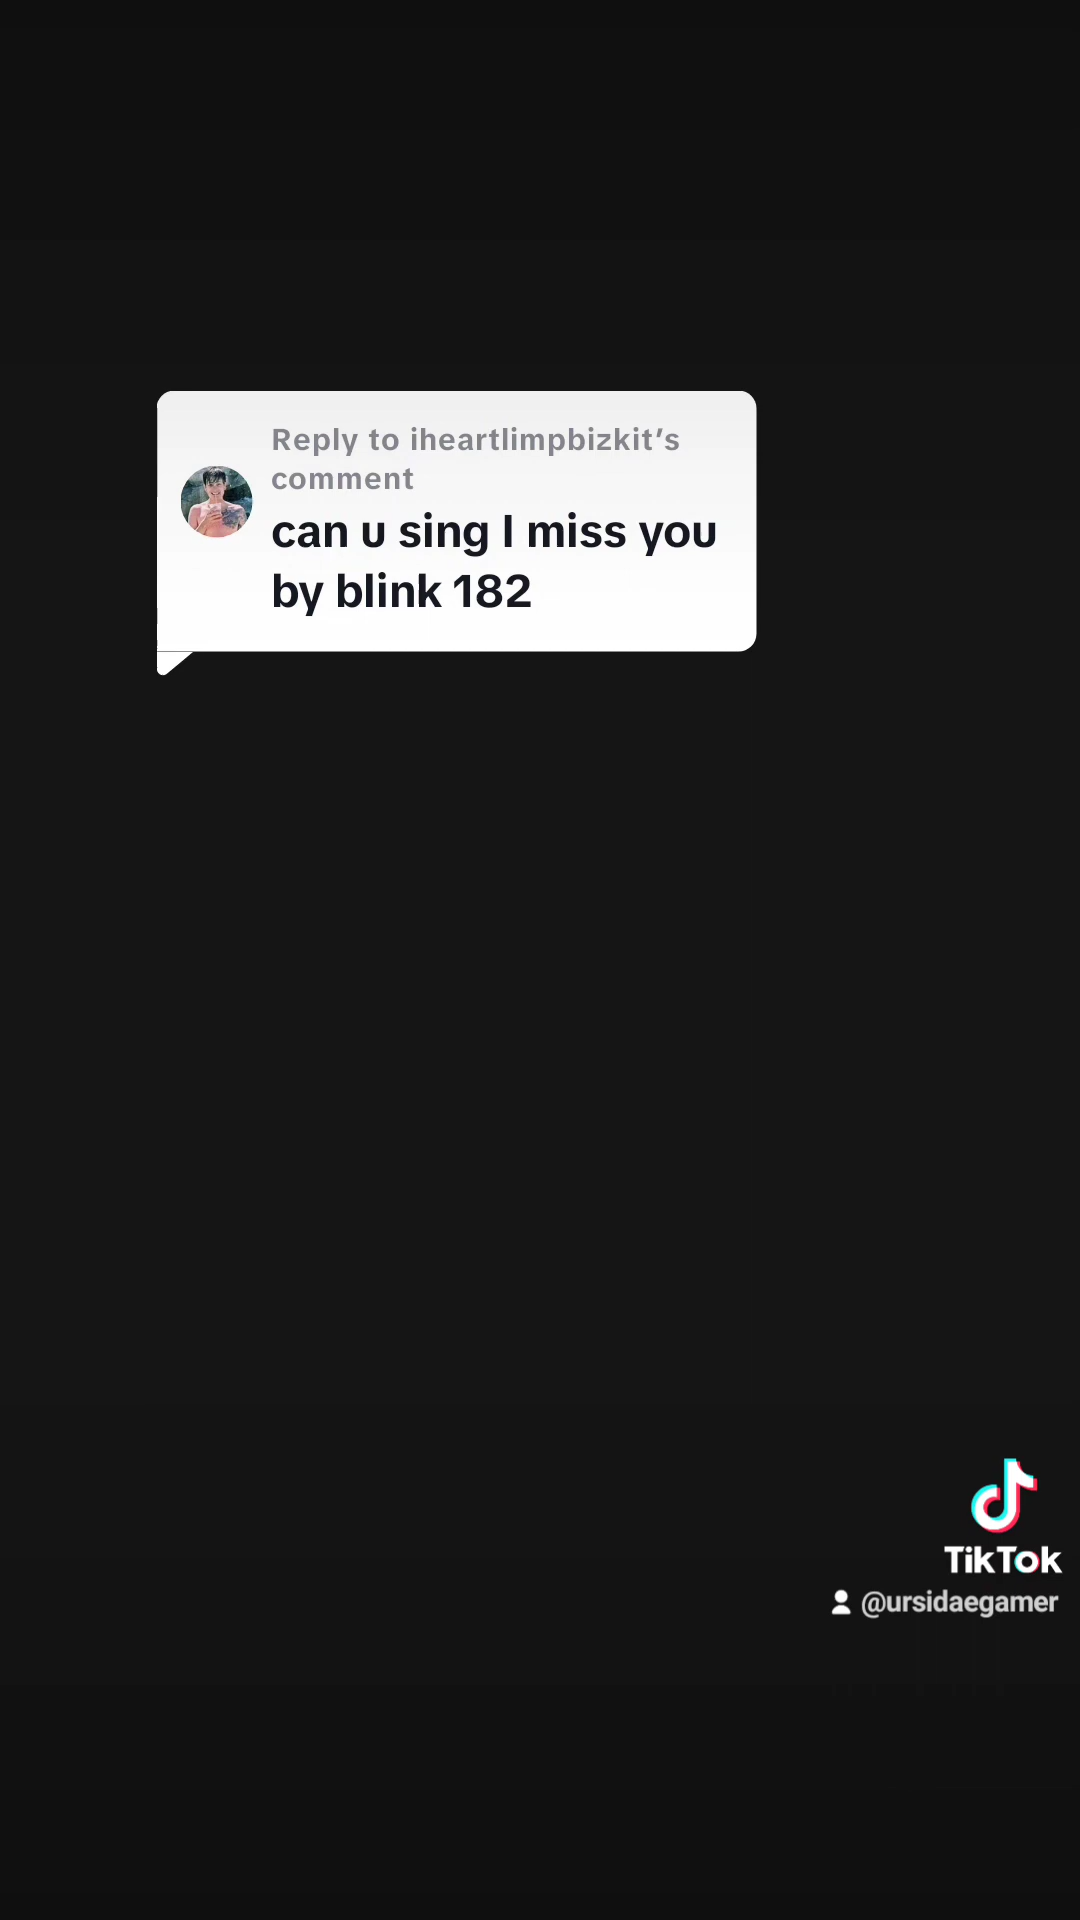 Reply to iheartlimpbizkit's
comment
can u sing I miss you
by blink 182
TikTok
@ursidaegamer